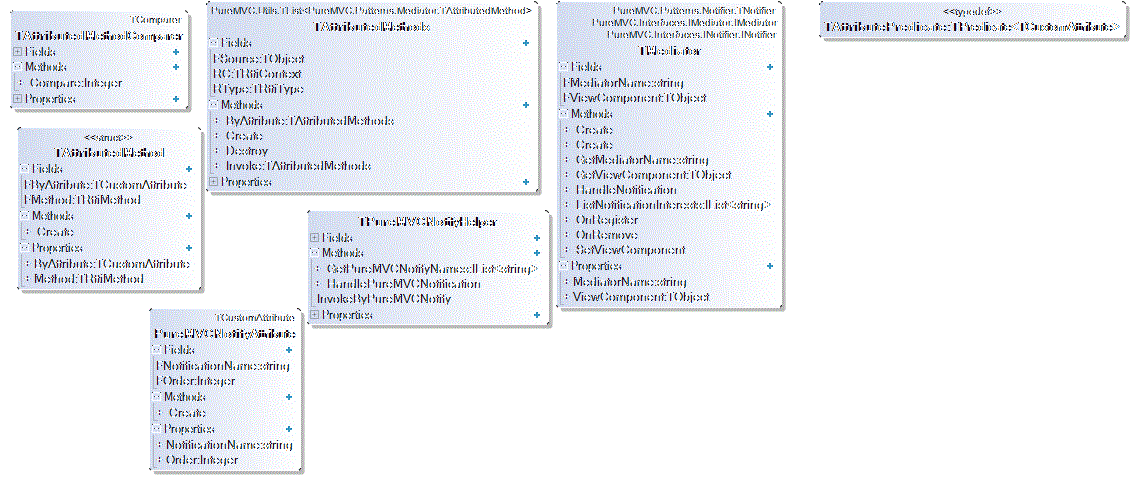 TComparer
TAttributedMethodComparer
Fields
Methods
Compare:Integer
Properties
PureMVC.Utils.TList<PureMVC.Patterns.Mediator.TAttributedMethod>
TAttributedMethods
Fields
FSource:TObject
RC:TRttiContext
RType:TRttiType
Methods
ByAttribute:TAttributedMethods
Create
Destroy
Invoke:TAttributedMethods
Properties
PureMVC.Patterns.Notifier.TNotifier
PureMVC.Interfaces.IMediator.IMediator
PureMVC.Interfaces.INotifier.INotifier
TMediator
Fields
FMediatorName:string
FViewComponent:TObject
Methods
Create
Create
GetMediatorName:string
GetViewComponent:TObject
HandleNotification
ListNotificationInterests:IList<string>
OnRegister
OnRemove
SetViewComponent
Properties
MediatorName:string
ViewComponent:TObject
<<typedef>>
TAttributePredicate:TPredicate<TCustomAttribute>
<<struct>>
TAttributedMethod
Fields
FByAttribute:TCustomAttribute
FMethod:TRttiMethod
Methods
Create
Properties
ByAttribute:TCustomAttribute
Method:TRttiMethod
TPureMVCNotifyHelper
Fields
Methods
GetPureMVCNotifyNames:IList<string>
HandlePureMVCNotification
InvokeByPureMVCNotify
Properties
TCustomAttribute
PureMVCNotifyAttribute
Fields
FNotificationName:string
FOrder:Integer
Methods
Create
Properties
NotificationName:string
Order:Integer